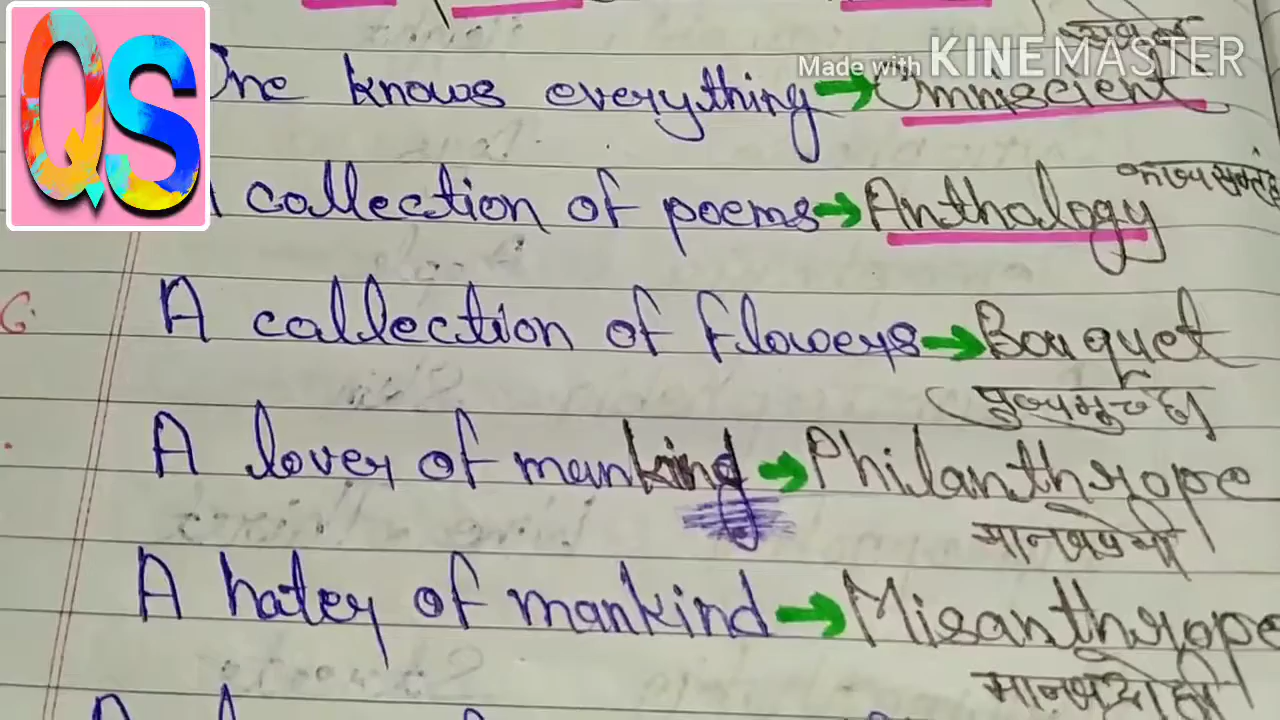 QS
Made with KINEMASTER
One knows everything → Omniscient
A collection of poems → Anthology
A collection of flowers → Bouquet
A lover of mankind → Philanthrope
मानवप्रेमी
A hater of mankind → Misanthrope
मानवद्रोही